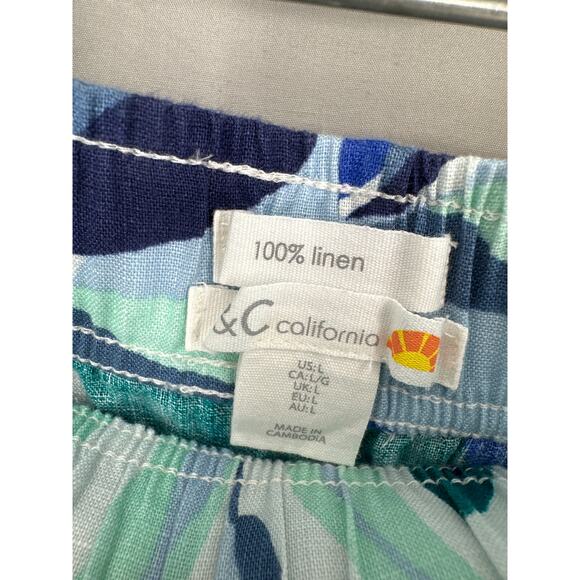 100% linen
&C california
US: L
CA: L/G
UK: L
EU: L
AU: L
MADE IN
CAMBODIA